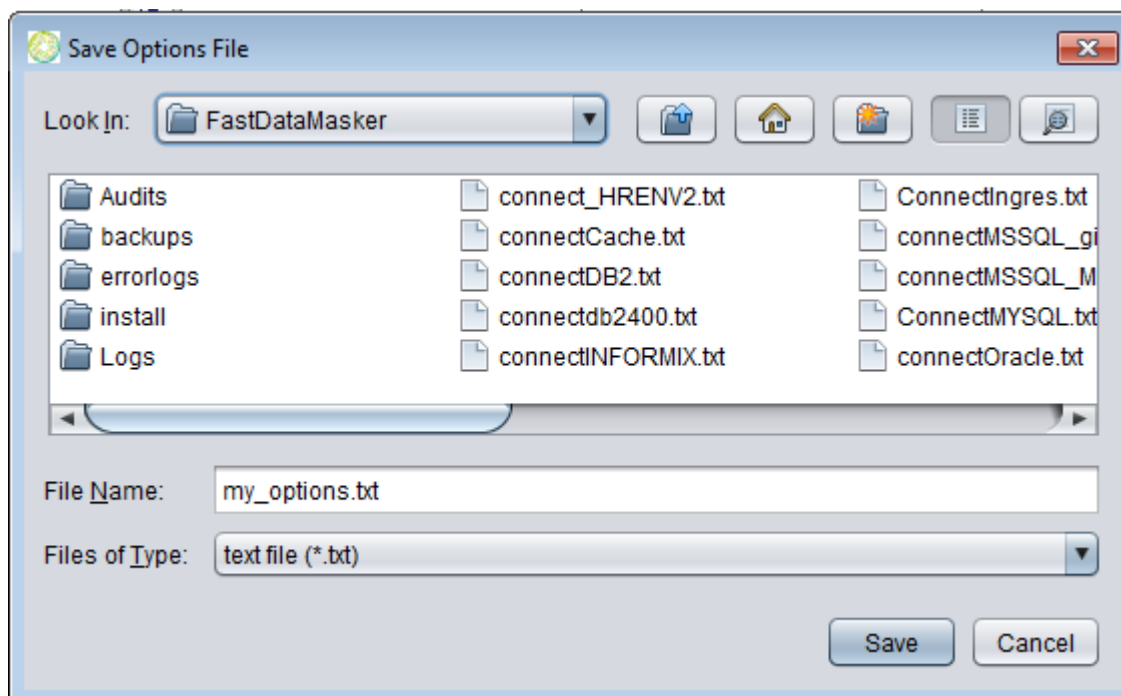 Save Options File
Look In: FastDataMasker
Audits connect_HRENV2.txt ConnectIngres.txt
backups connectCache.txt connectMSSQL_gi
errorlogs connectDB2.txt connectMSSQL_M
install connectdb2400.txt ConnectMYSQL.txt
Logs connectINFORMIX.txt connectOracle.txt
File Name: my_options.txt
Files of Type: text file (*.txt)
Save Cancel